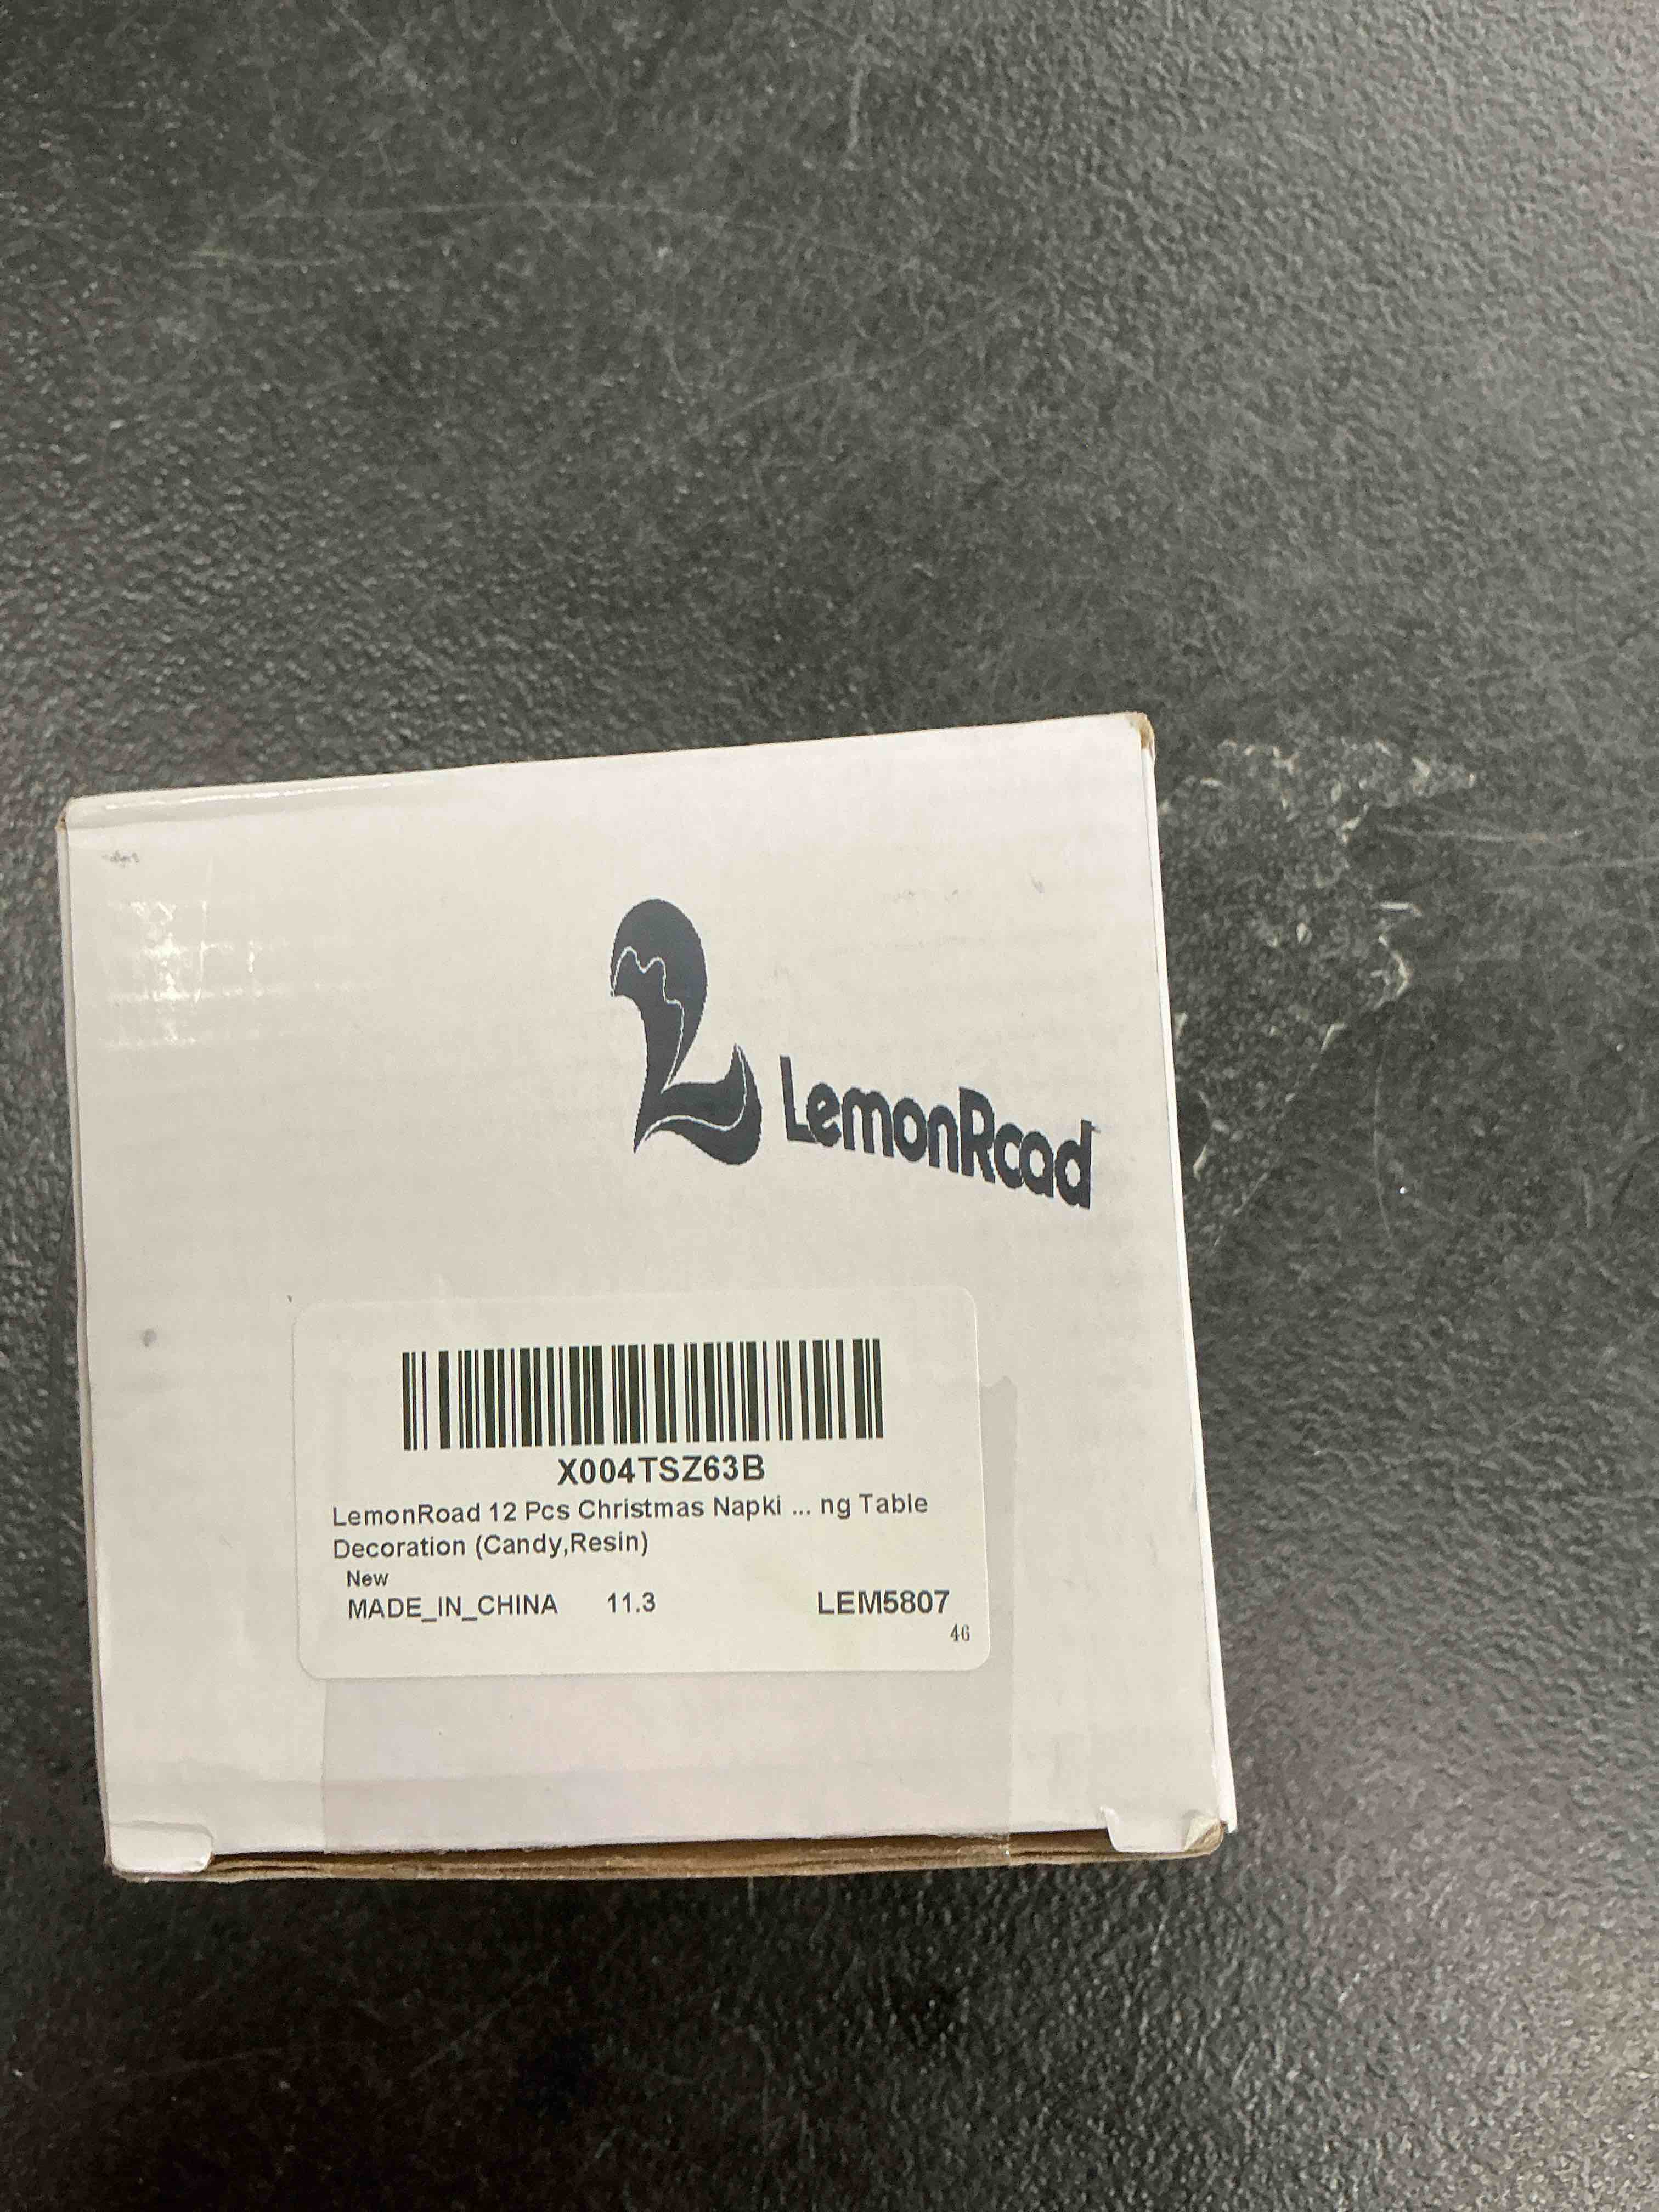 LemonRoad
X004TSZ63B
LemonRoad 12 Pcs Christmas Napki ... ng Table
Decoration (Candy,Resin)
New
MADE_IN_CHINA 11.3 LEM5807
46